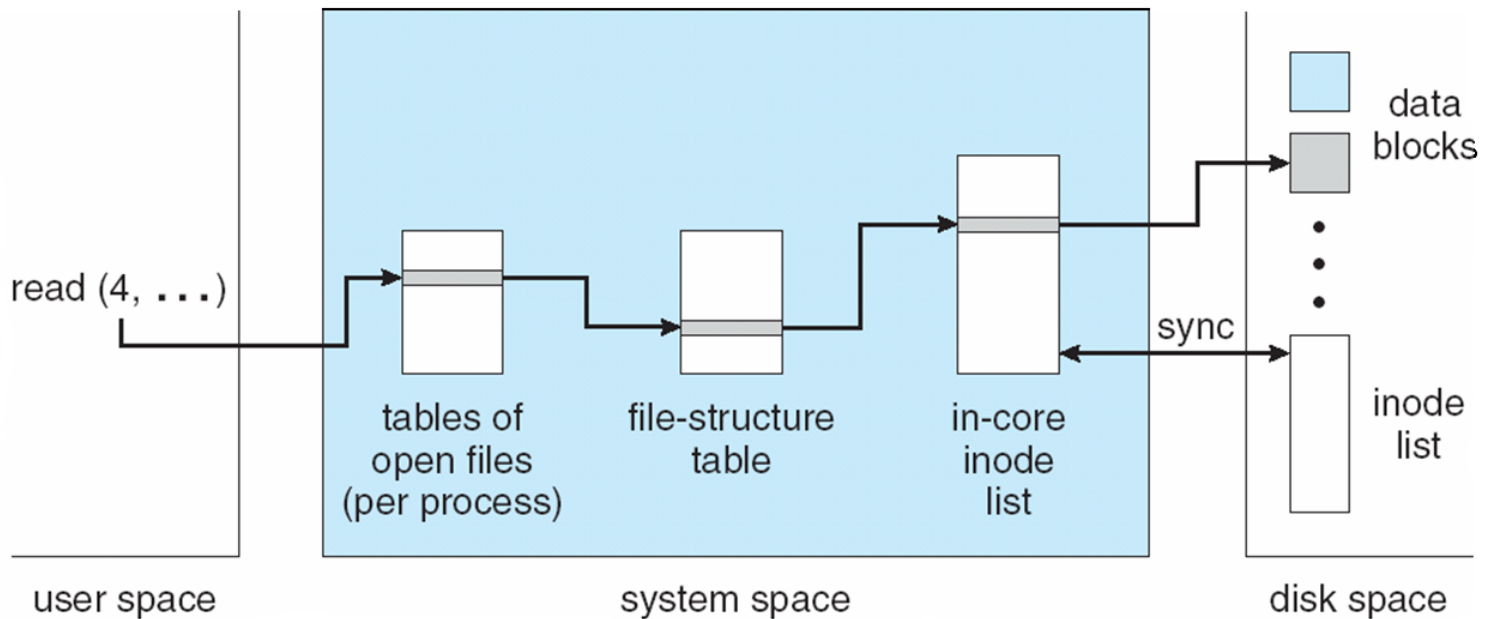 data
blocks
read (4, ...)
sync
tables of
open files
(per process)
file-structure
table
in-core
inode
list
inode
list
user space
system space
disk space